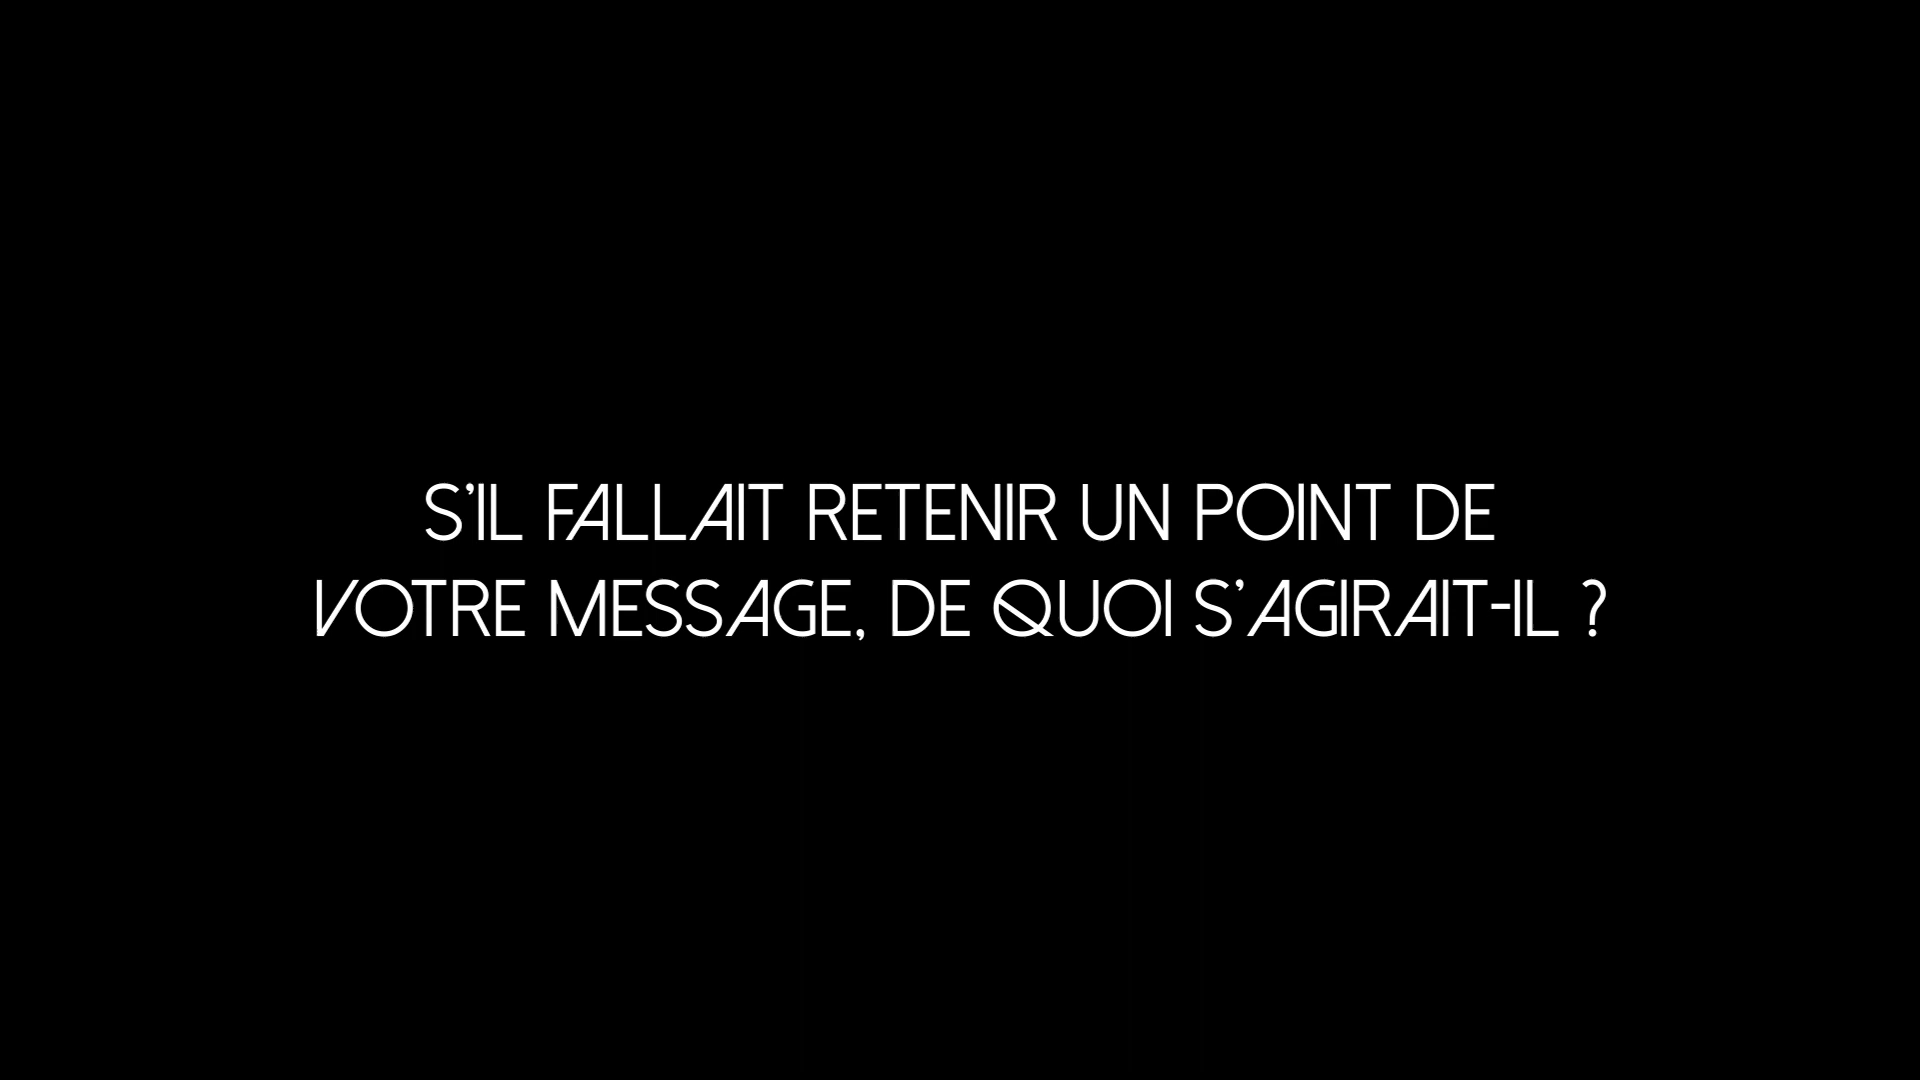 S'IL FALLAIT RETENIR UN POINT DE
VOTRE MESSAGE, DE QUOI S'AGIRAIT-IL ?